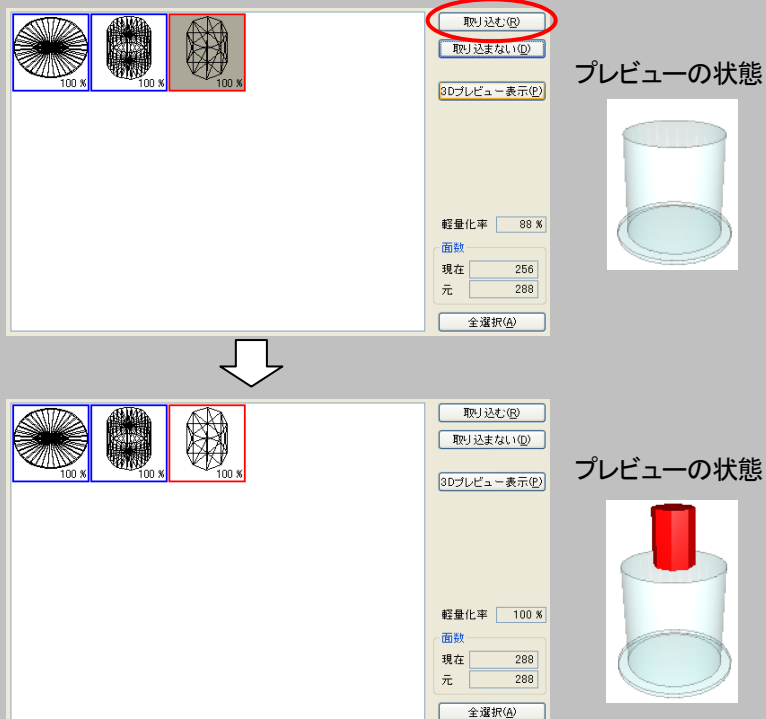 100 %
100 %
100 %
取り込む(R)
取り込まない(D)
3Dプレビュー表示(P)
軽量化率 88 %
面数
現在 256
元 288
全選択(A)
プレビューの状態
100 %
100 %
100 %
取り込む(R)
取り込まない(D)
3Dプレビュー表示(P)
軽量化率 100 %
面数
現在 288
元 288
全選択(A)
プレビューの状態